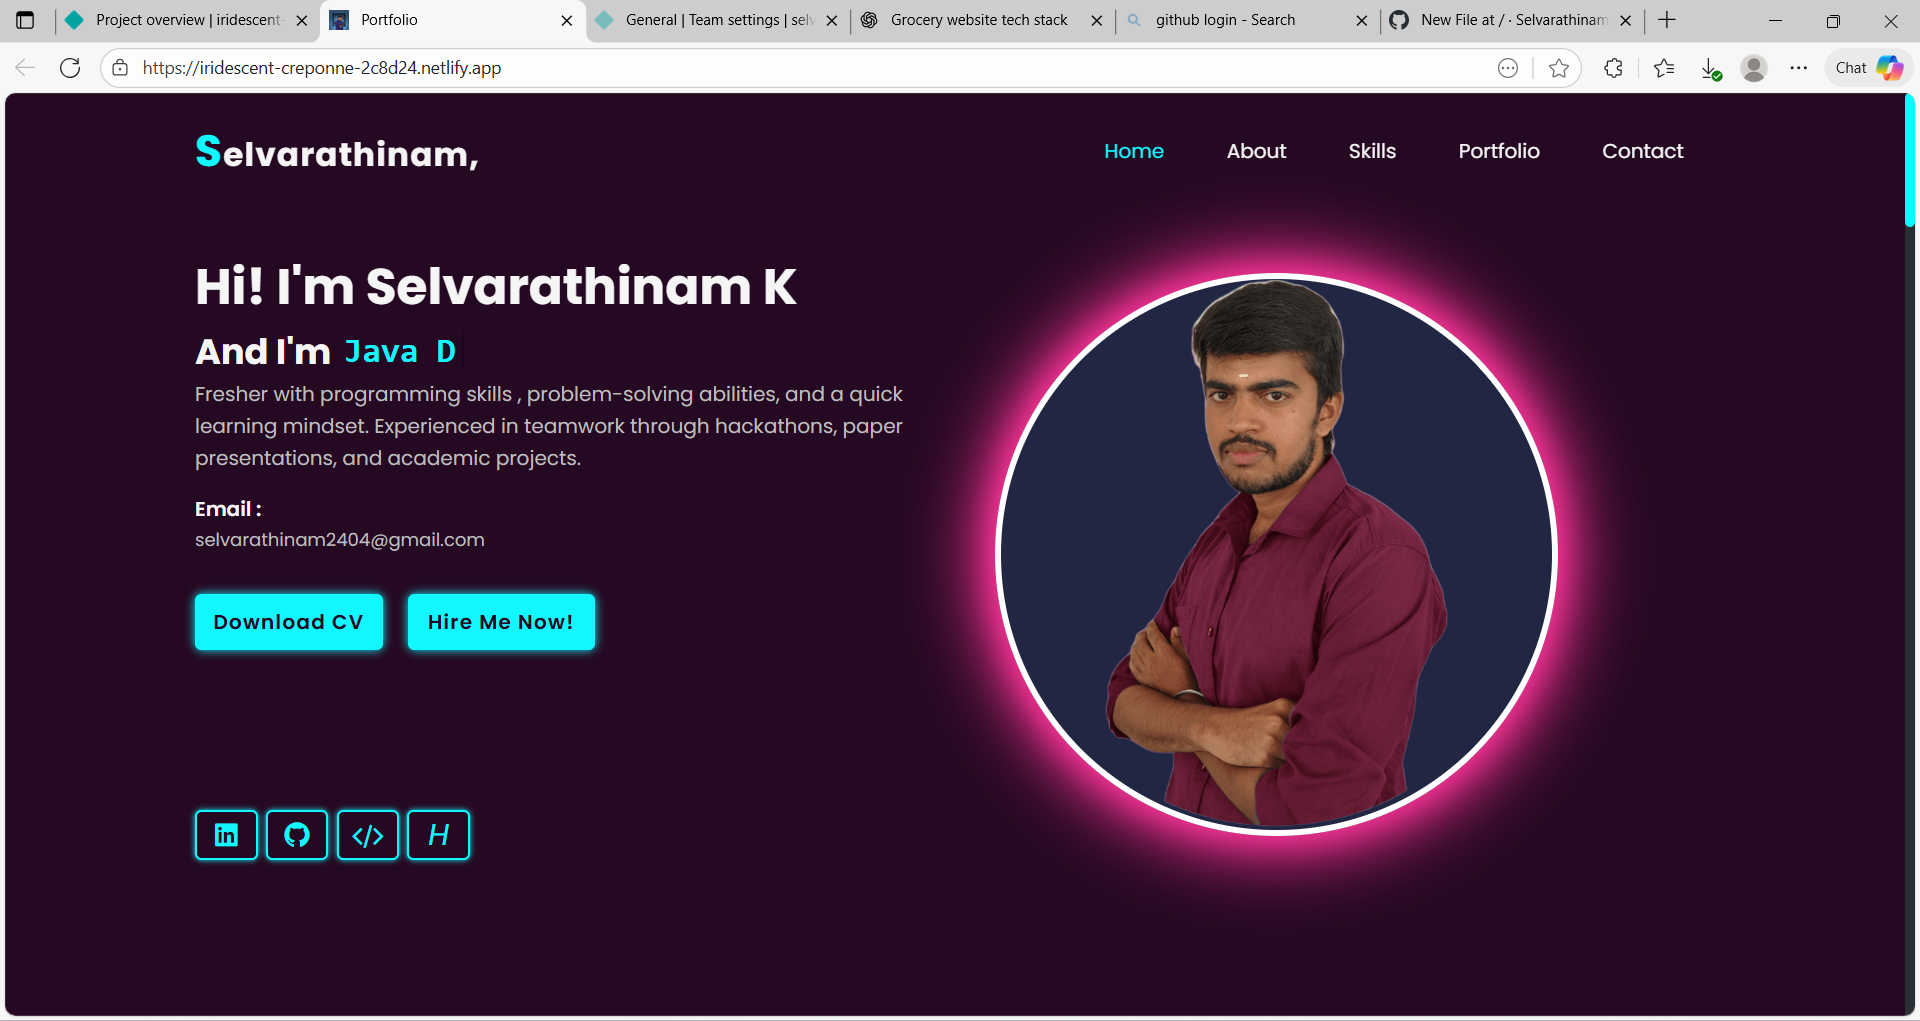 Project overview | iridescent-
Portfolio
General | Team settings | selv
Grocery website tech stack
github login - Search
New File at / · Selvarathinam
https://iridescent-creponne-2c8d24.netlify.app
Chat
Selvarathinam,
Home About Skills Portfolio Contact
Hi! I'm Selvarathinam K
And I'm Java D
Fresher with programming skills , problem-solving abilities, and a quick
learning mindset. Experienced in teamwork through hackathons, paper
presentations, and academic projects.
Email :
selvarathinam2404@gmail.com
Download CV Hire Me Now!
in </> H